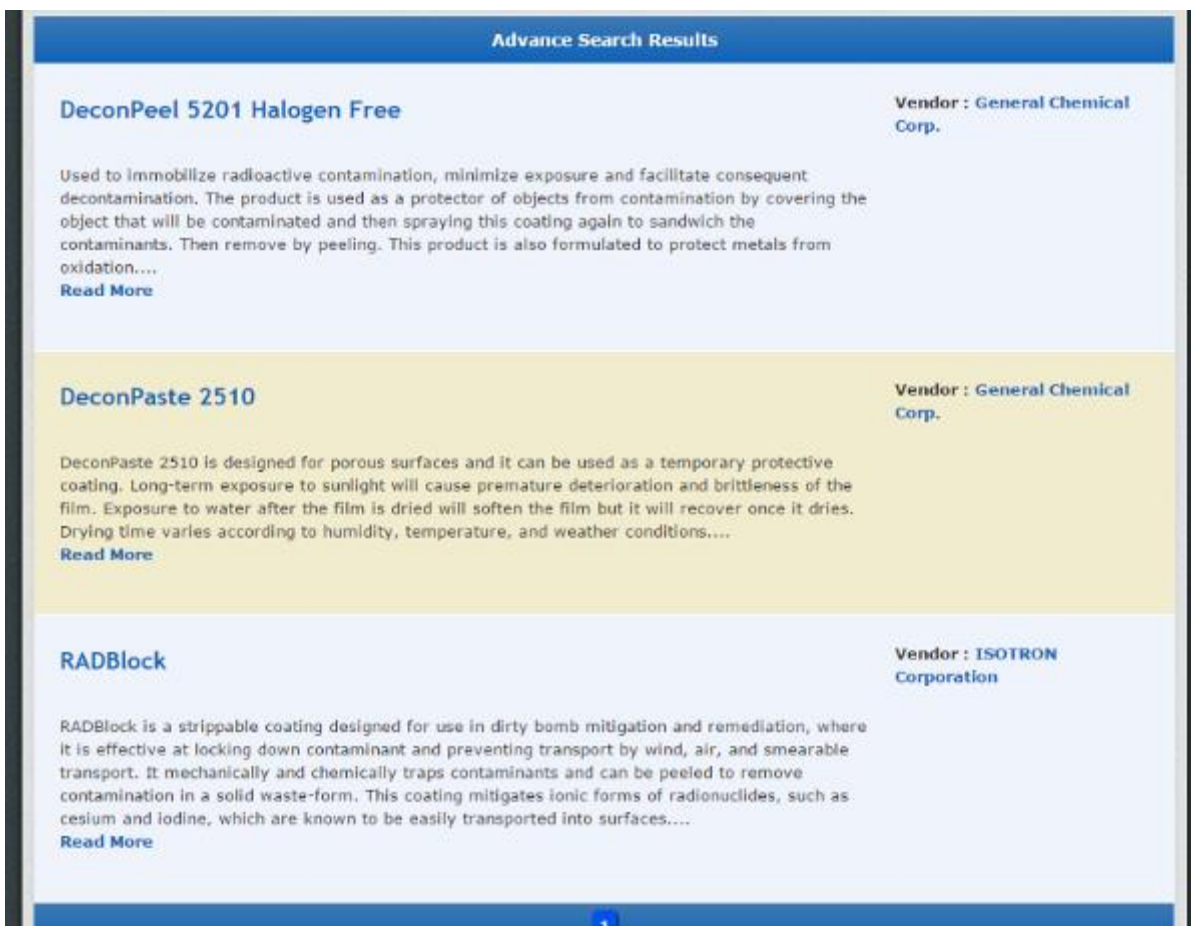 Advance Search Results
DeconPeel 5201 Halogen Free
Vendor : General Chemical
Corp.
Used to immobilize radioactive contamination, minimize exposure and facilitate consequent
decontamination. The product is used as a protector of objects from contamination by covering the
object that will be contaminated and then spraying this coating again to sandwich the
contaminants. Then remove by peeling. This product is also formulated to protect metals from
oxidation....
Read More
DeconPaste 2510
Vendor : General Chemical
Corp.
DeconPaste 2510 is designed for porous surfaces and it can be used as a temporary protective
coating. Long-term exposure to sunlight will cause premature deterioration and brittleness of the
film. Exposure to water after the film is dried will soften the film but it will recover once it dries.
Drying time varies according to humidity, temperature, and weather conditions....
Read More
RADBlock
Vendor : ISOTRON
Corporation
RADBlock is a strippable coating designed for use in dirty bomb mitigation and remediation, where
it is effective at locking down contaminant and preventing transport by wind, air, and smearable
transport. It mechanically and chemically traps contaminants and can be peeled to remove
contamination in a solid waste-form. This coating mitigates ionic forms of radionuclides, such as
cesium and iodine, which are known to be easily transported into surfaces....
Read More
1